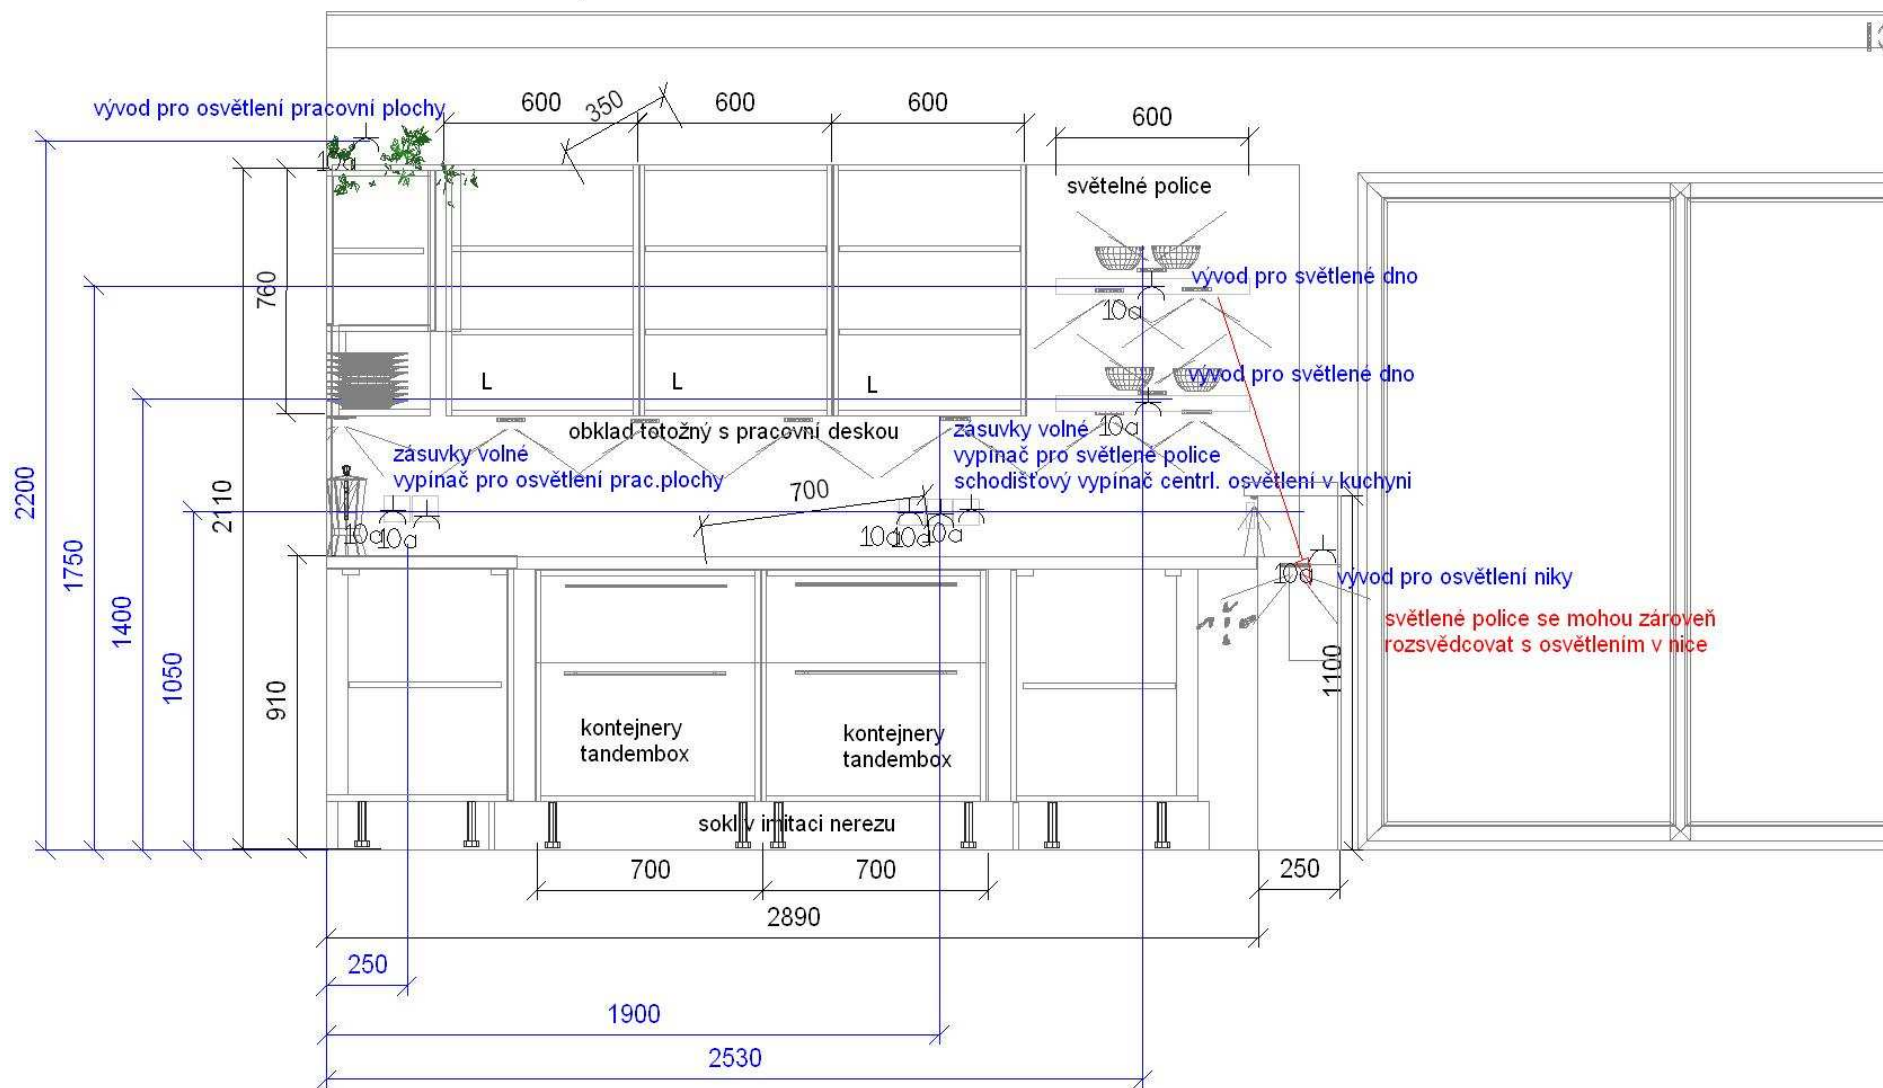 vývod pro osvětlení pracovní plochy
600
350
600
600
600
10a
světelné police
760
vývod pro světlené dno
10a
L
L
L
vývod pro světlené dno
10a
obklad totožný s pracovní deskou
zásuvky volné
vypínač pro osvětlení prac.plochy
zásuvky volné
vypínač pro světlené police
schodišťový vypínač centrl. osvětlení v kuchyni
2200
2110
1750
1400
1050
910
700
10a
10a
10a
10a
10a
10a
vývod pro osvětlení niky
světlené police se mohou zároveň
rozsvědcovat s osvětlením v nice
1100
kontejnery
tandembox
kontejnery
tandembox
sokl v imitaci nerezu
700
700
250
2890
250
1900
2530